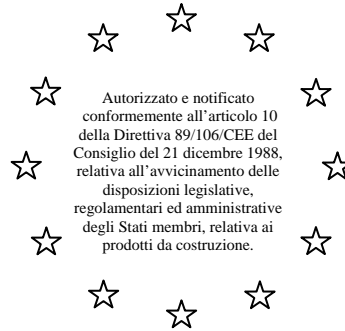 Autorizzato e notificato
conformemente all'articolo 10
della Direttiva 89/106/CEE del
Consiglio del 21 dicembre 1988,
relativa all'avvicinamento delle
disposizioni legislative,
regolamentari ed amministrative
degli Stati membri, relativa ai
prodotti da costruzione.